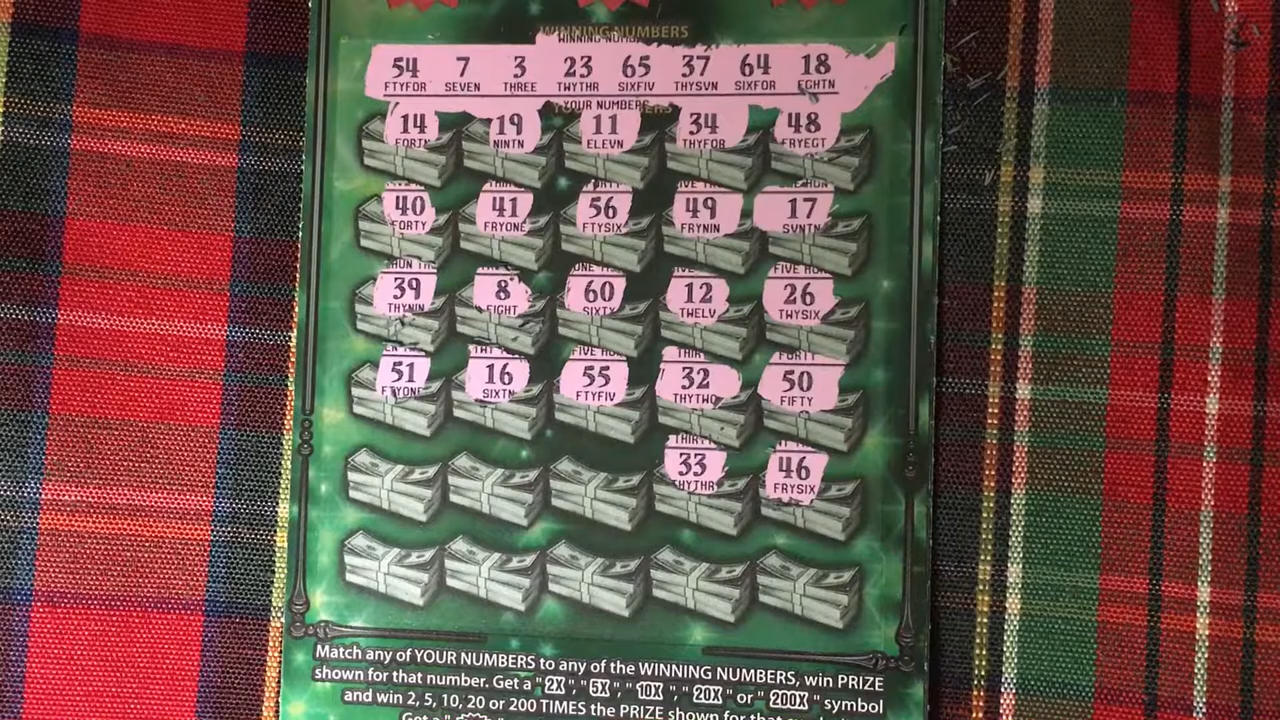 WINNING NUMBERS
54 7 3 23 65 37 64 18
FTYFOR SEVEN THREE TWYTHR SIXFIV THYSVN SIXFOR EGHTN
YOUR NUMBERS
14 19 11 34 48
FORTN NINTN ELEVN THYFOR FRYEGT
40 41 56 49 17
FORTY FRYONE FTYSIX FRYNIN SVNTN
39 8 60 12 26
THYNIN EIGHT SIXTY TWELV TWYSIX
FIVE
51 16 55 32 50
FTYONE SIXTN FTYFIV THYTWO FIFTY
33 46
THYTHR FRYSIX
Match any of YOUR NUMBERS to any of the WINNING NUMBERS, win PRIZE
shown for that number. Get a "2X", "5X", "10X", "20X" or "200X" symbol
and win 2, 5, 10, 20 or 200 TIMES the PRIZE shown for that
Get a "